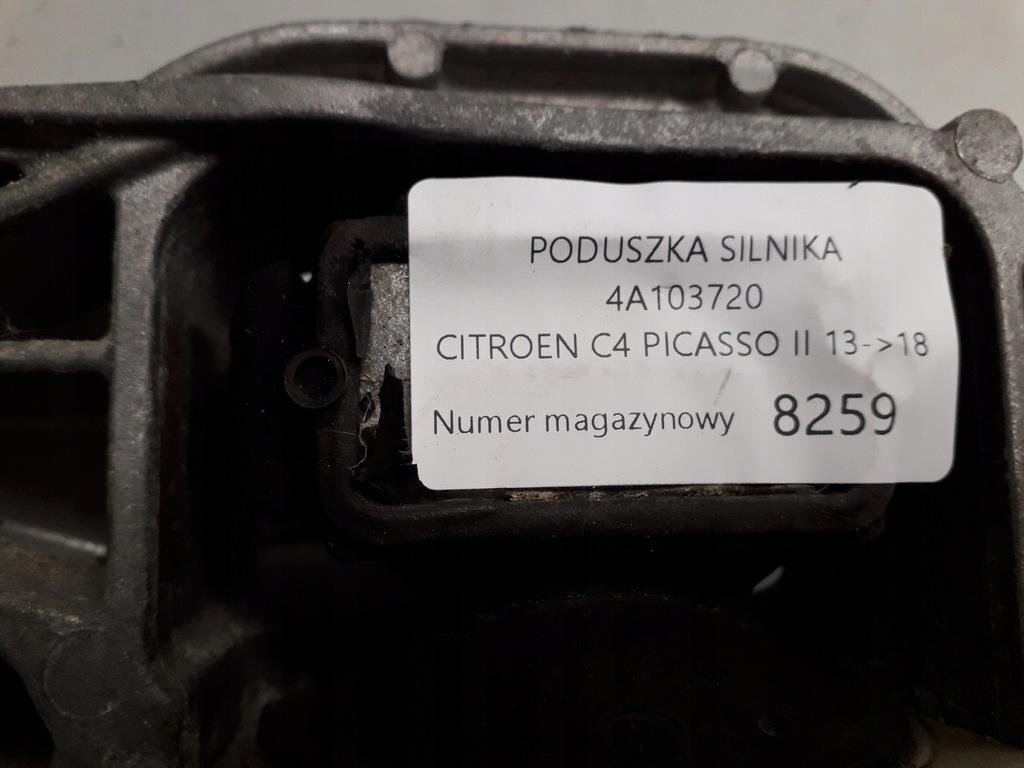 PODUSZKA SILNIKA
4A103720
CITROEN C4 PICASSO II 13->18
Numer magazynowy 8259